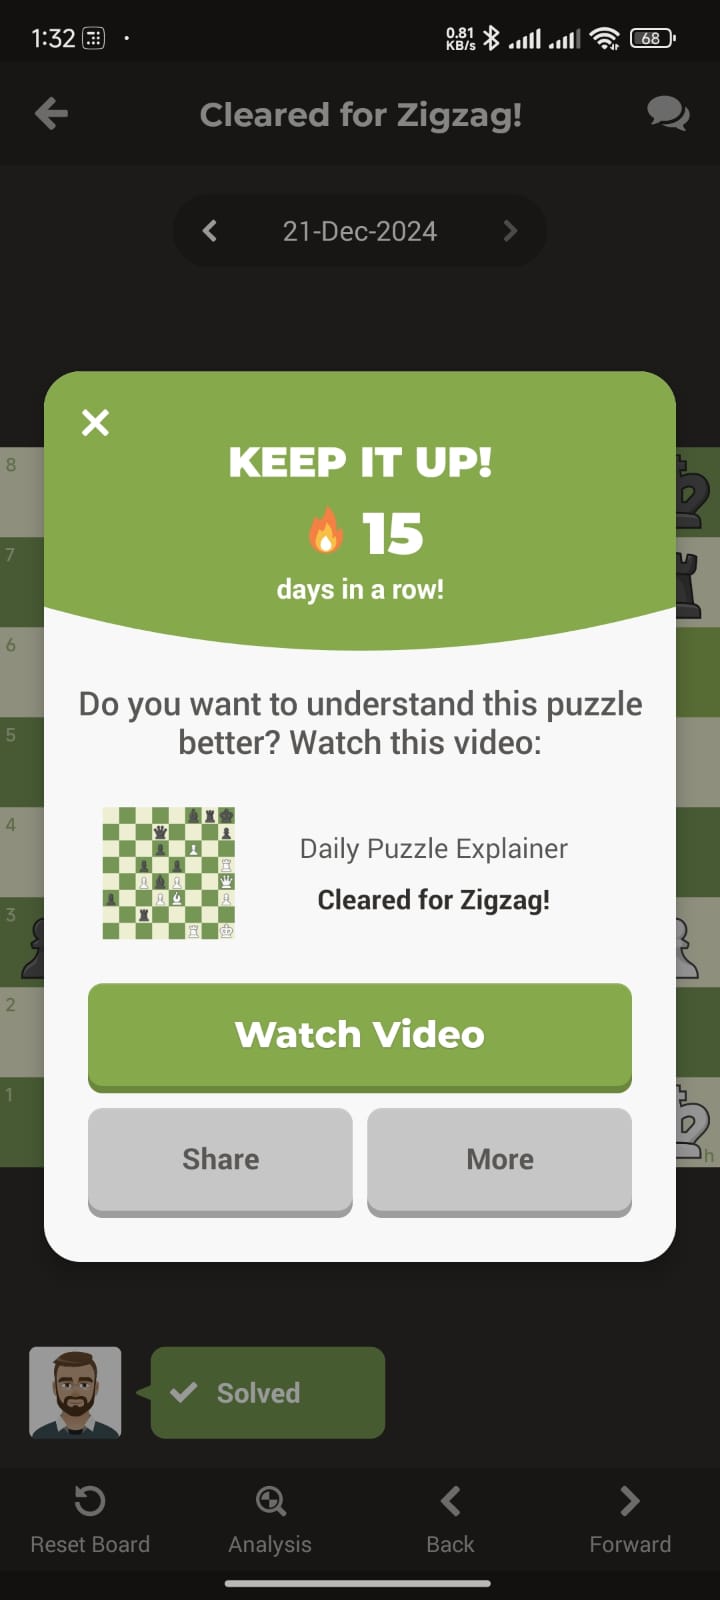 1:32
0.81
KB/s
68
Cleared for Zigzag!
21-Dec-2024
KEEP IT UP!
15
days in a row!
Do you want to understand this puzzle
better? Watch this video:
Daily Puzzle Explainer
Cleared for Zigzag!
Watch Video
Share
More
8
7
6
5
4
3
2
1
h
Solved
Reset Board
Analysis
Back
Forward